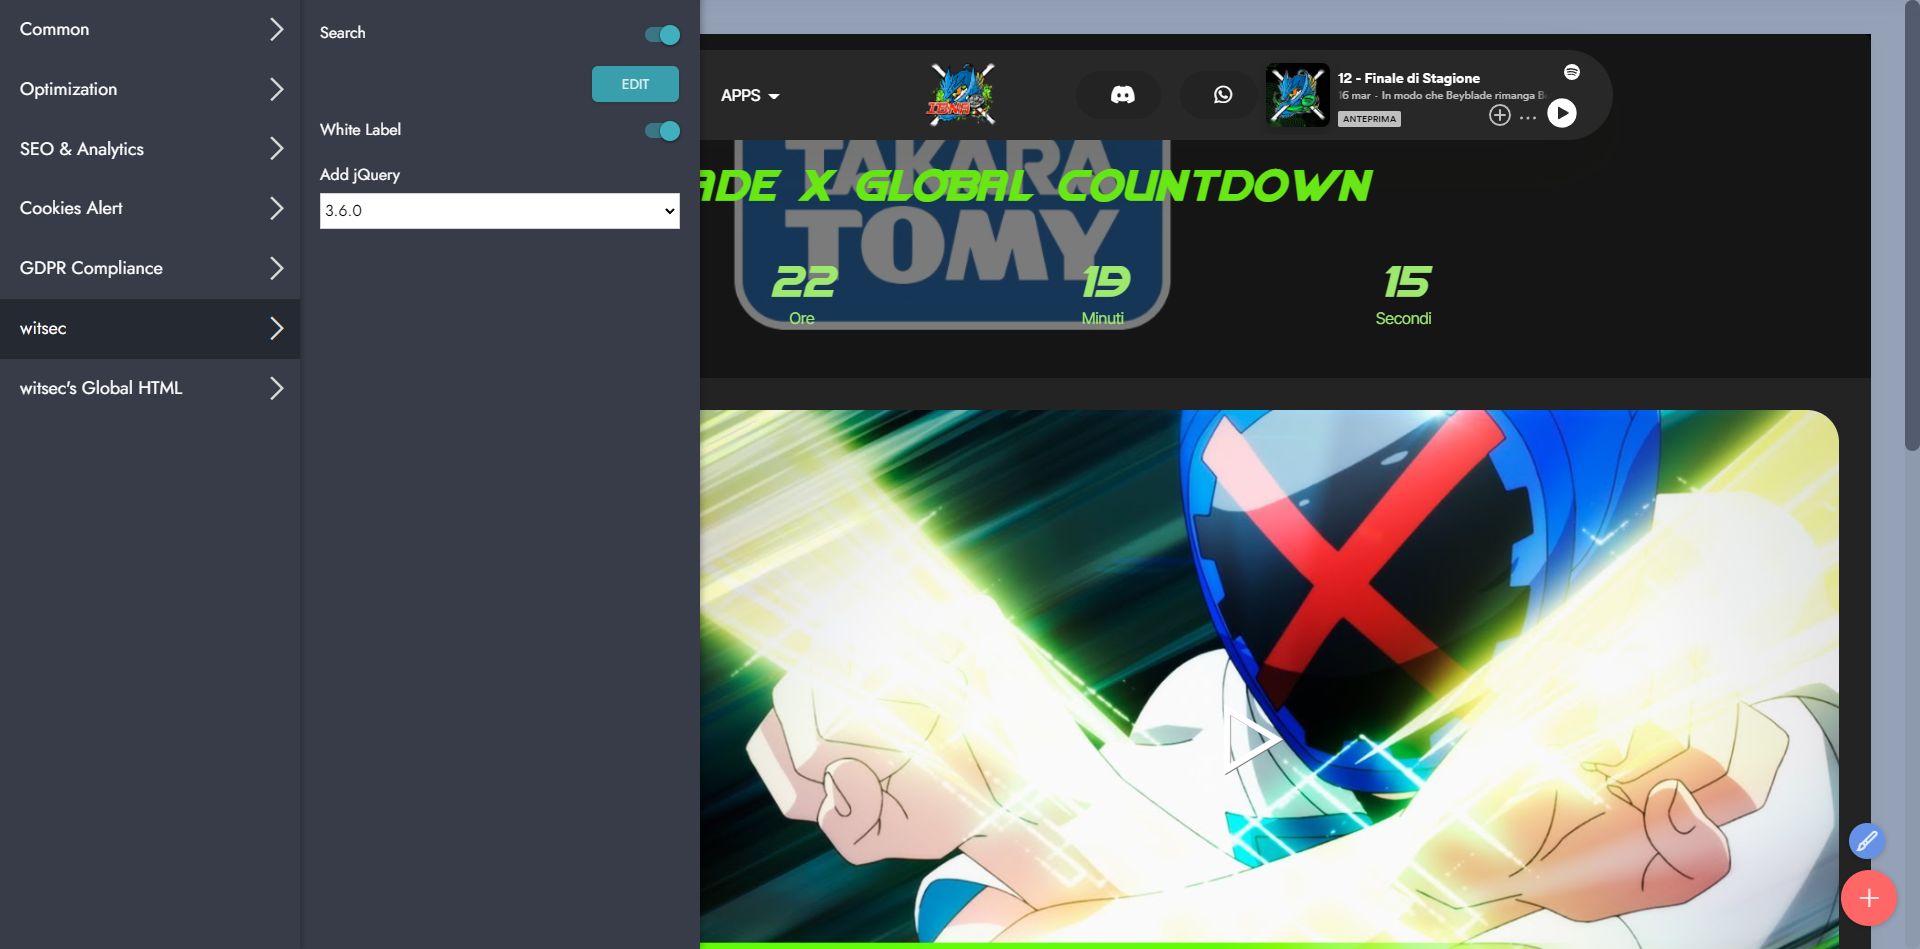 Common
Optimization
SEO & Analytics
Cookies Alert
GDPR Compliance
witsec
witsec's Global HTML
Search
EDIT
White Label
Add jQuery
3.6.0
APPS
IBNA
12 - Finale di Stagione
16 mar - In modo che Beyblade rimanga B
ANTEPRIMA
TAKARA
TOMY
ADE X GLOBAL COUNTDOWN
22
19
15
Ore
Minuti
Secondi